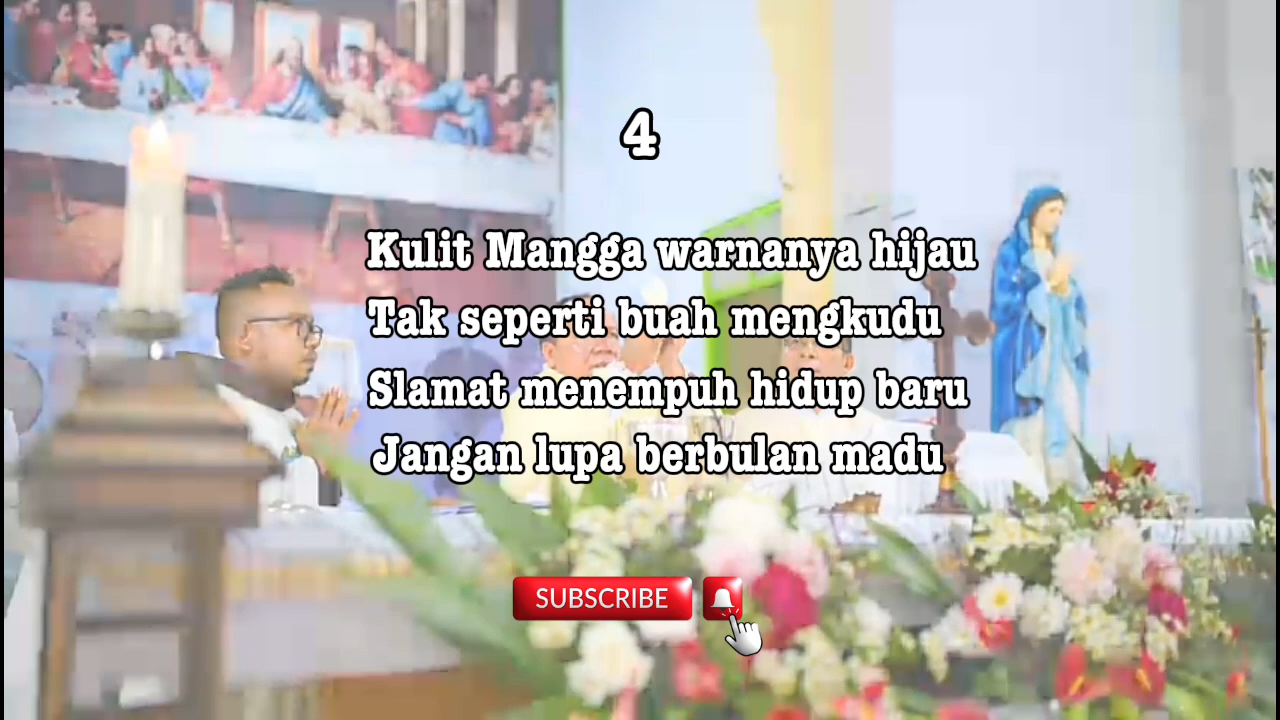 4
Kulit Mangga warnanya hijau
Tak seperti buah mengkudu
Slamat menempuh hidup baru
Jangan lupa berbulan madu
SUBSCRIBE